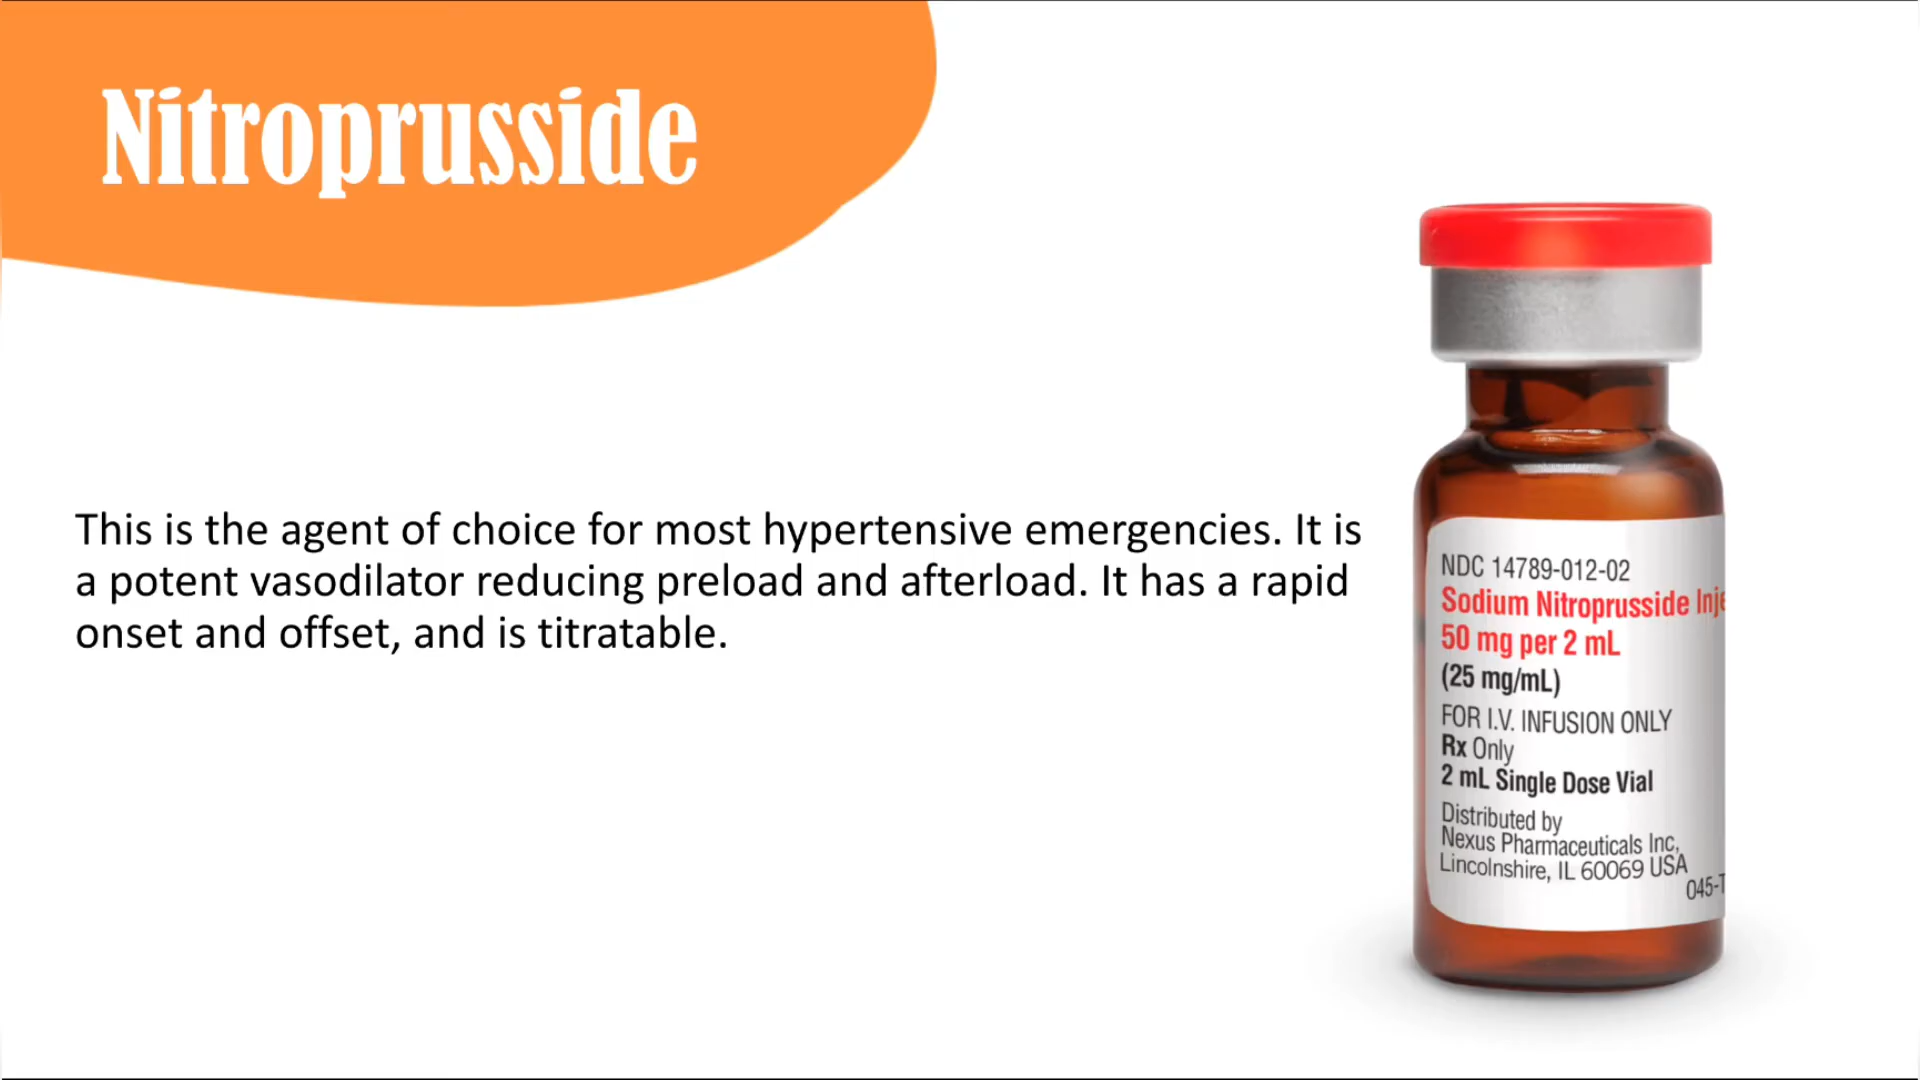 Nitroprusside
This is the agent of choice for most hypertensive emergencies. It is
a potent vasodilator reducing preload and afterload. It has a rapid
onset and offset, and is titratable.
NDC 14789-012-02
Sodium Nitroprusside Inje
50 mg per 2 mL
(25 mg/mL)
FOR I.V. INFUSION ONLY
Rx Only
2 mL Single Dose Vial
Distributed by
Nexus Pharmaceuticals Inc,
Lincolnshire, IL 60069 USA
045-T